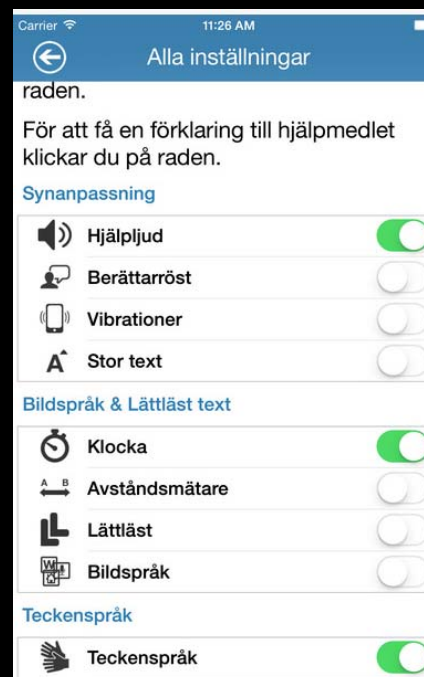 Carrier 11:26 AM
Alla inställningar
raden.
För att få en förklaring till hjälpmedlet
klickar du på raden.
Synanpassning
Hjälpljud
Berättarröst
Vibrationer
A Stor text
Bildspråk & Lättläst text
Klocka
A B
Avståndsmätare
LL Lättläst
W
Bildspråk
Teckenspråk
Teckenspråk